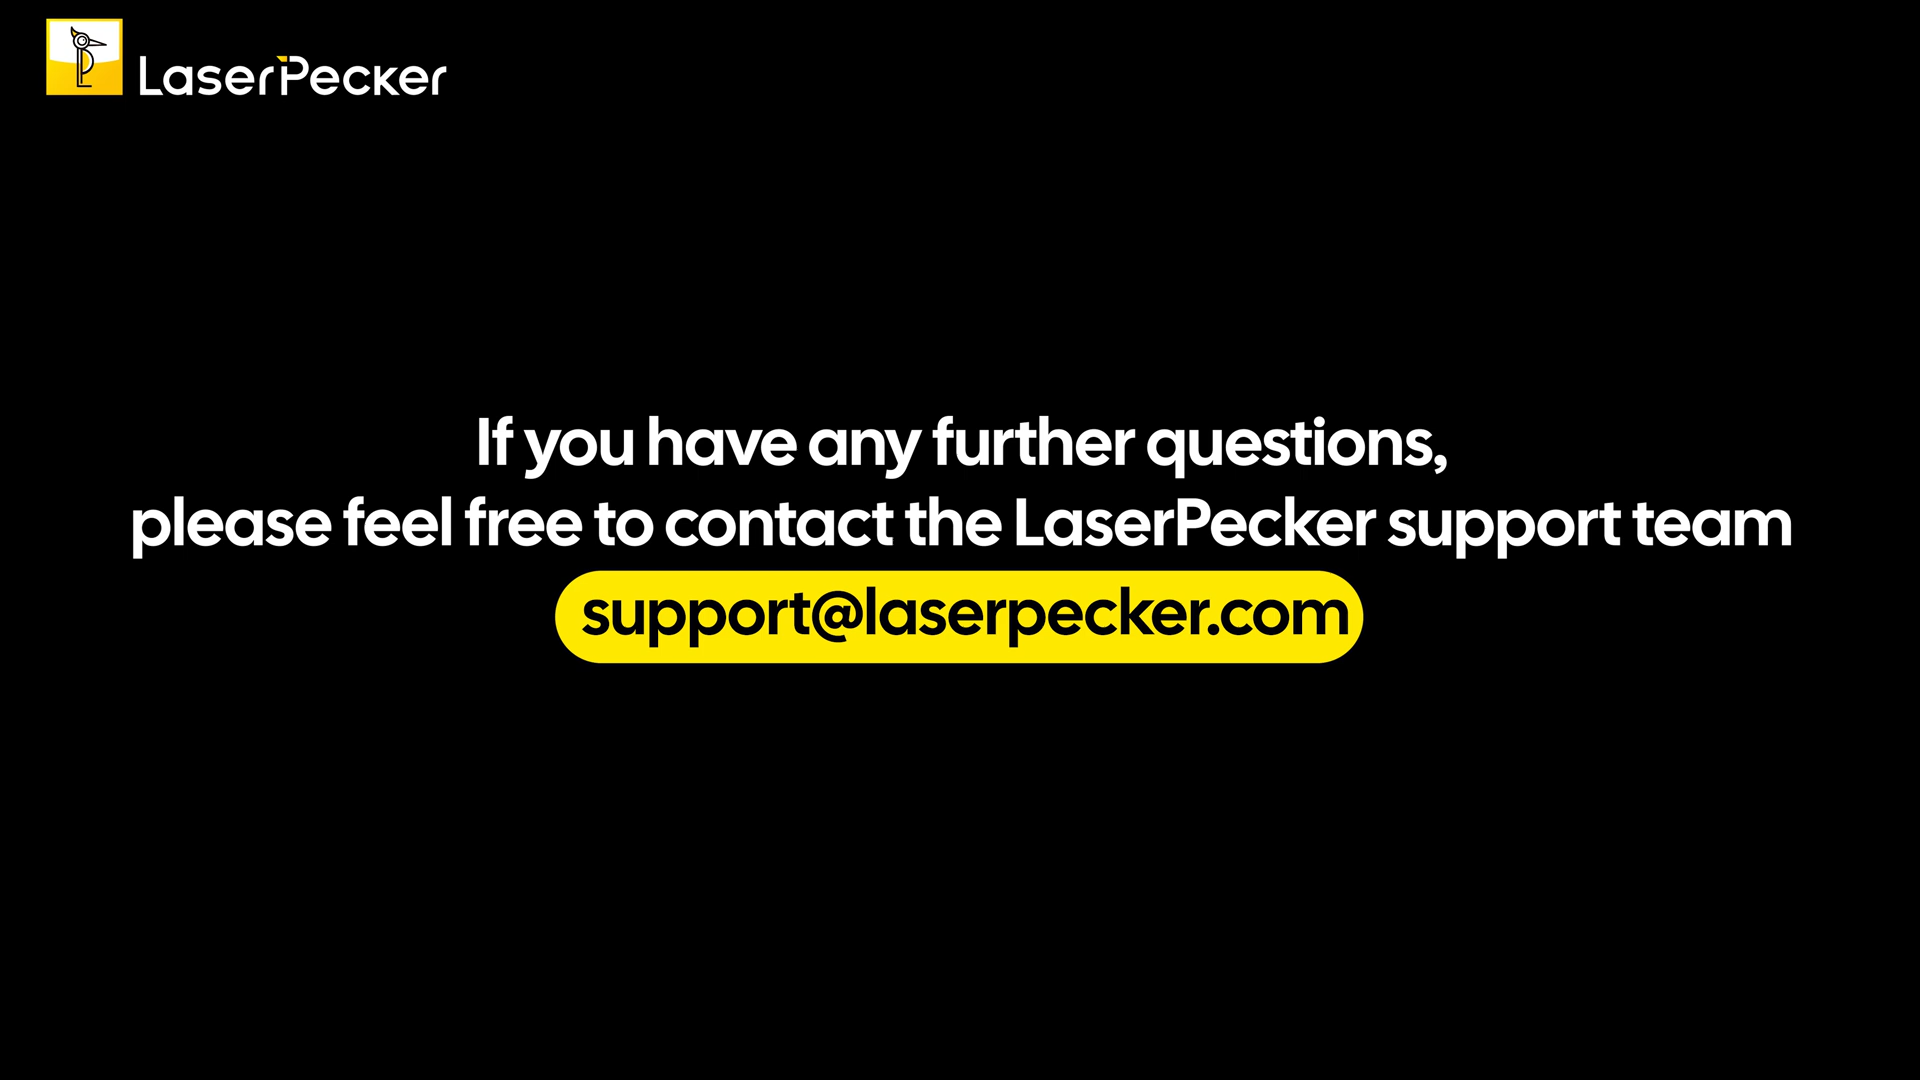 LaserPecker
If you have any further questions,
please feel free to contact the LaserPecker support team
support@laserpecker.com